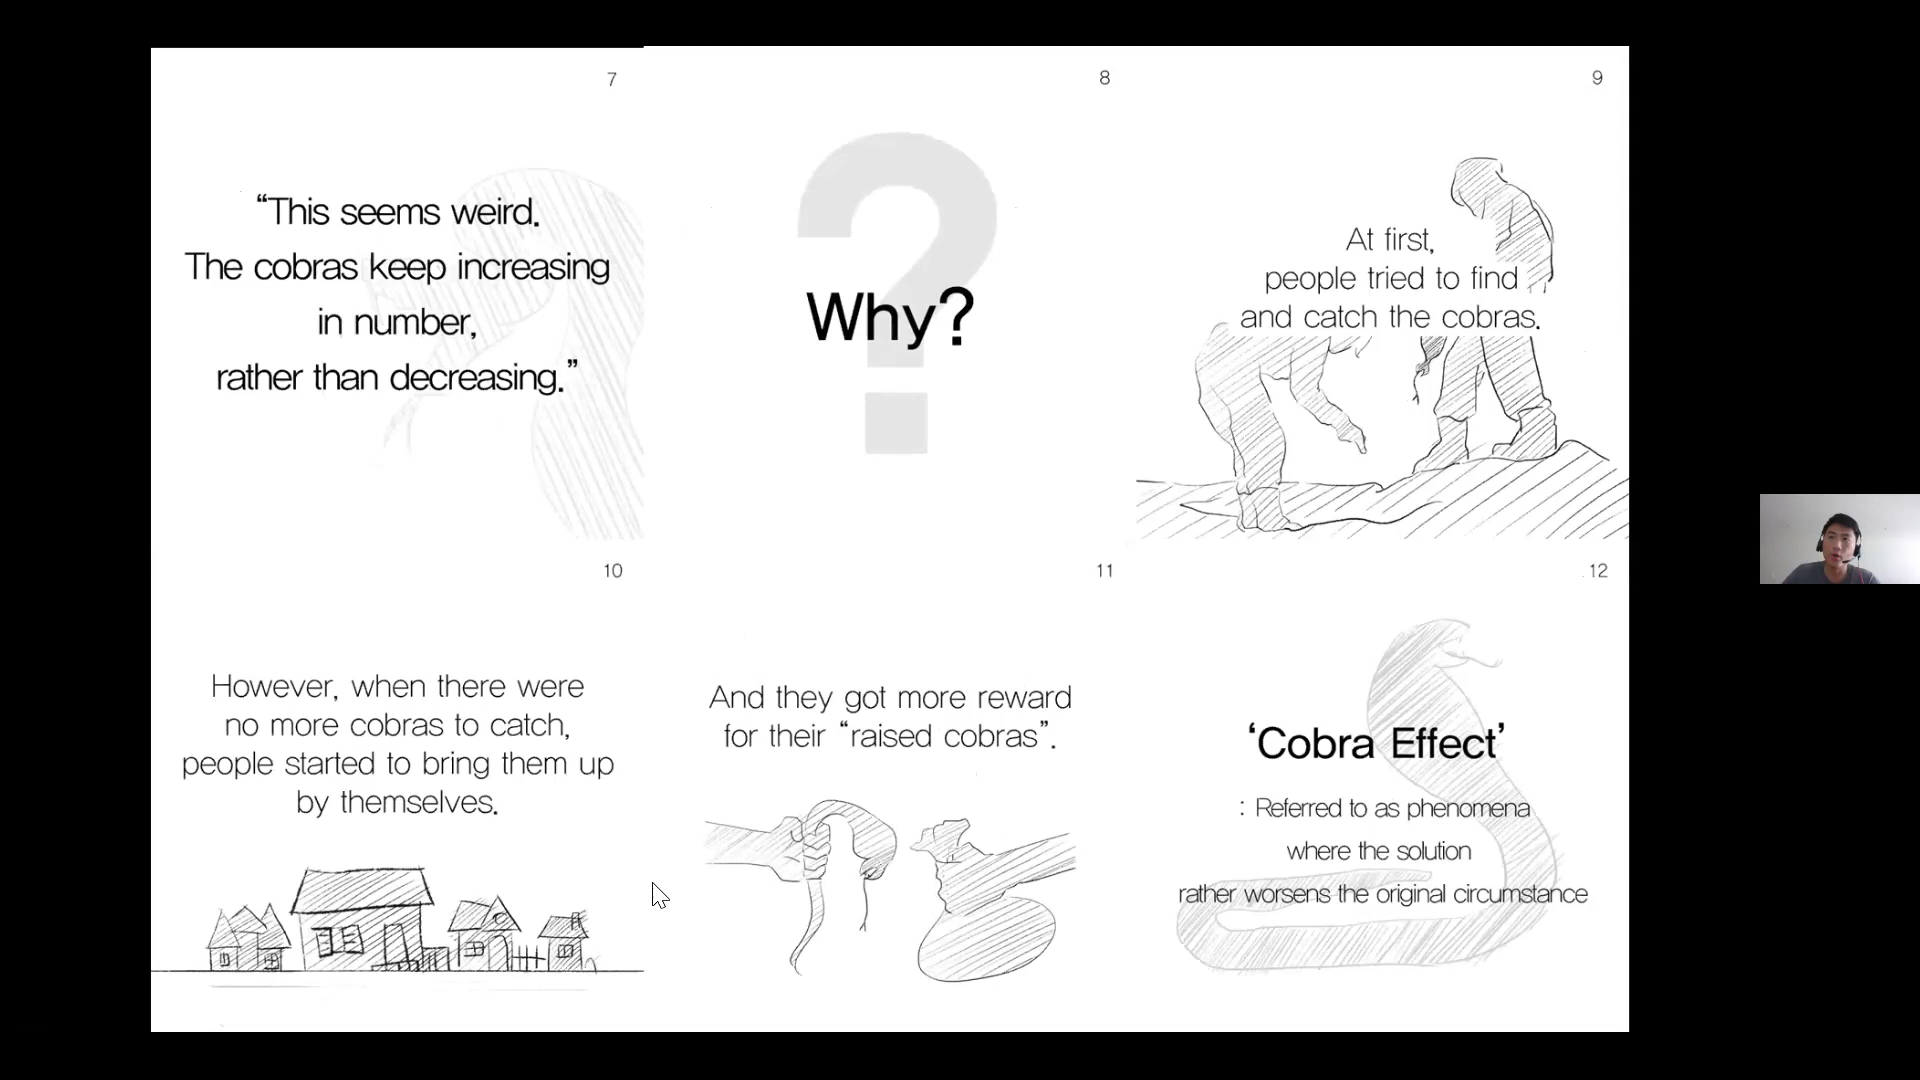 7
“This seems weird.
The cobras keep increasing
in number,
rather than decreasing.”
8
?
Why?
9
At first,
people tried to find
and catch the cobras.
10
However, when there were
no more cobras to catch,
people started to bring them up
by themselves.
11
And they got more reward
for their “raised cobras”.
12
‘Cobra Effect’
: Referred to as phenomena
where the solution
rather worsens the original circumstance